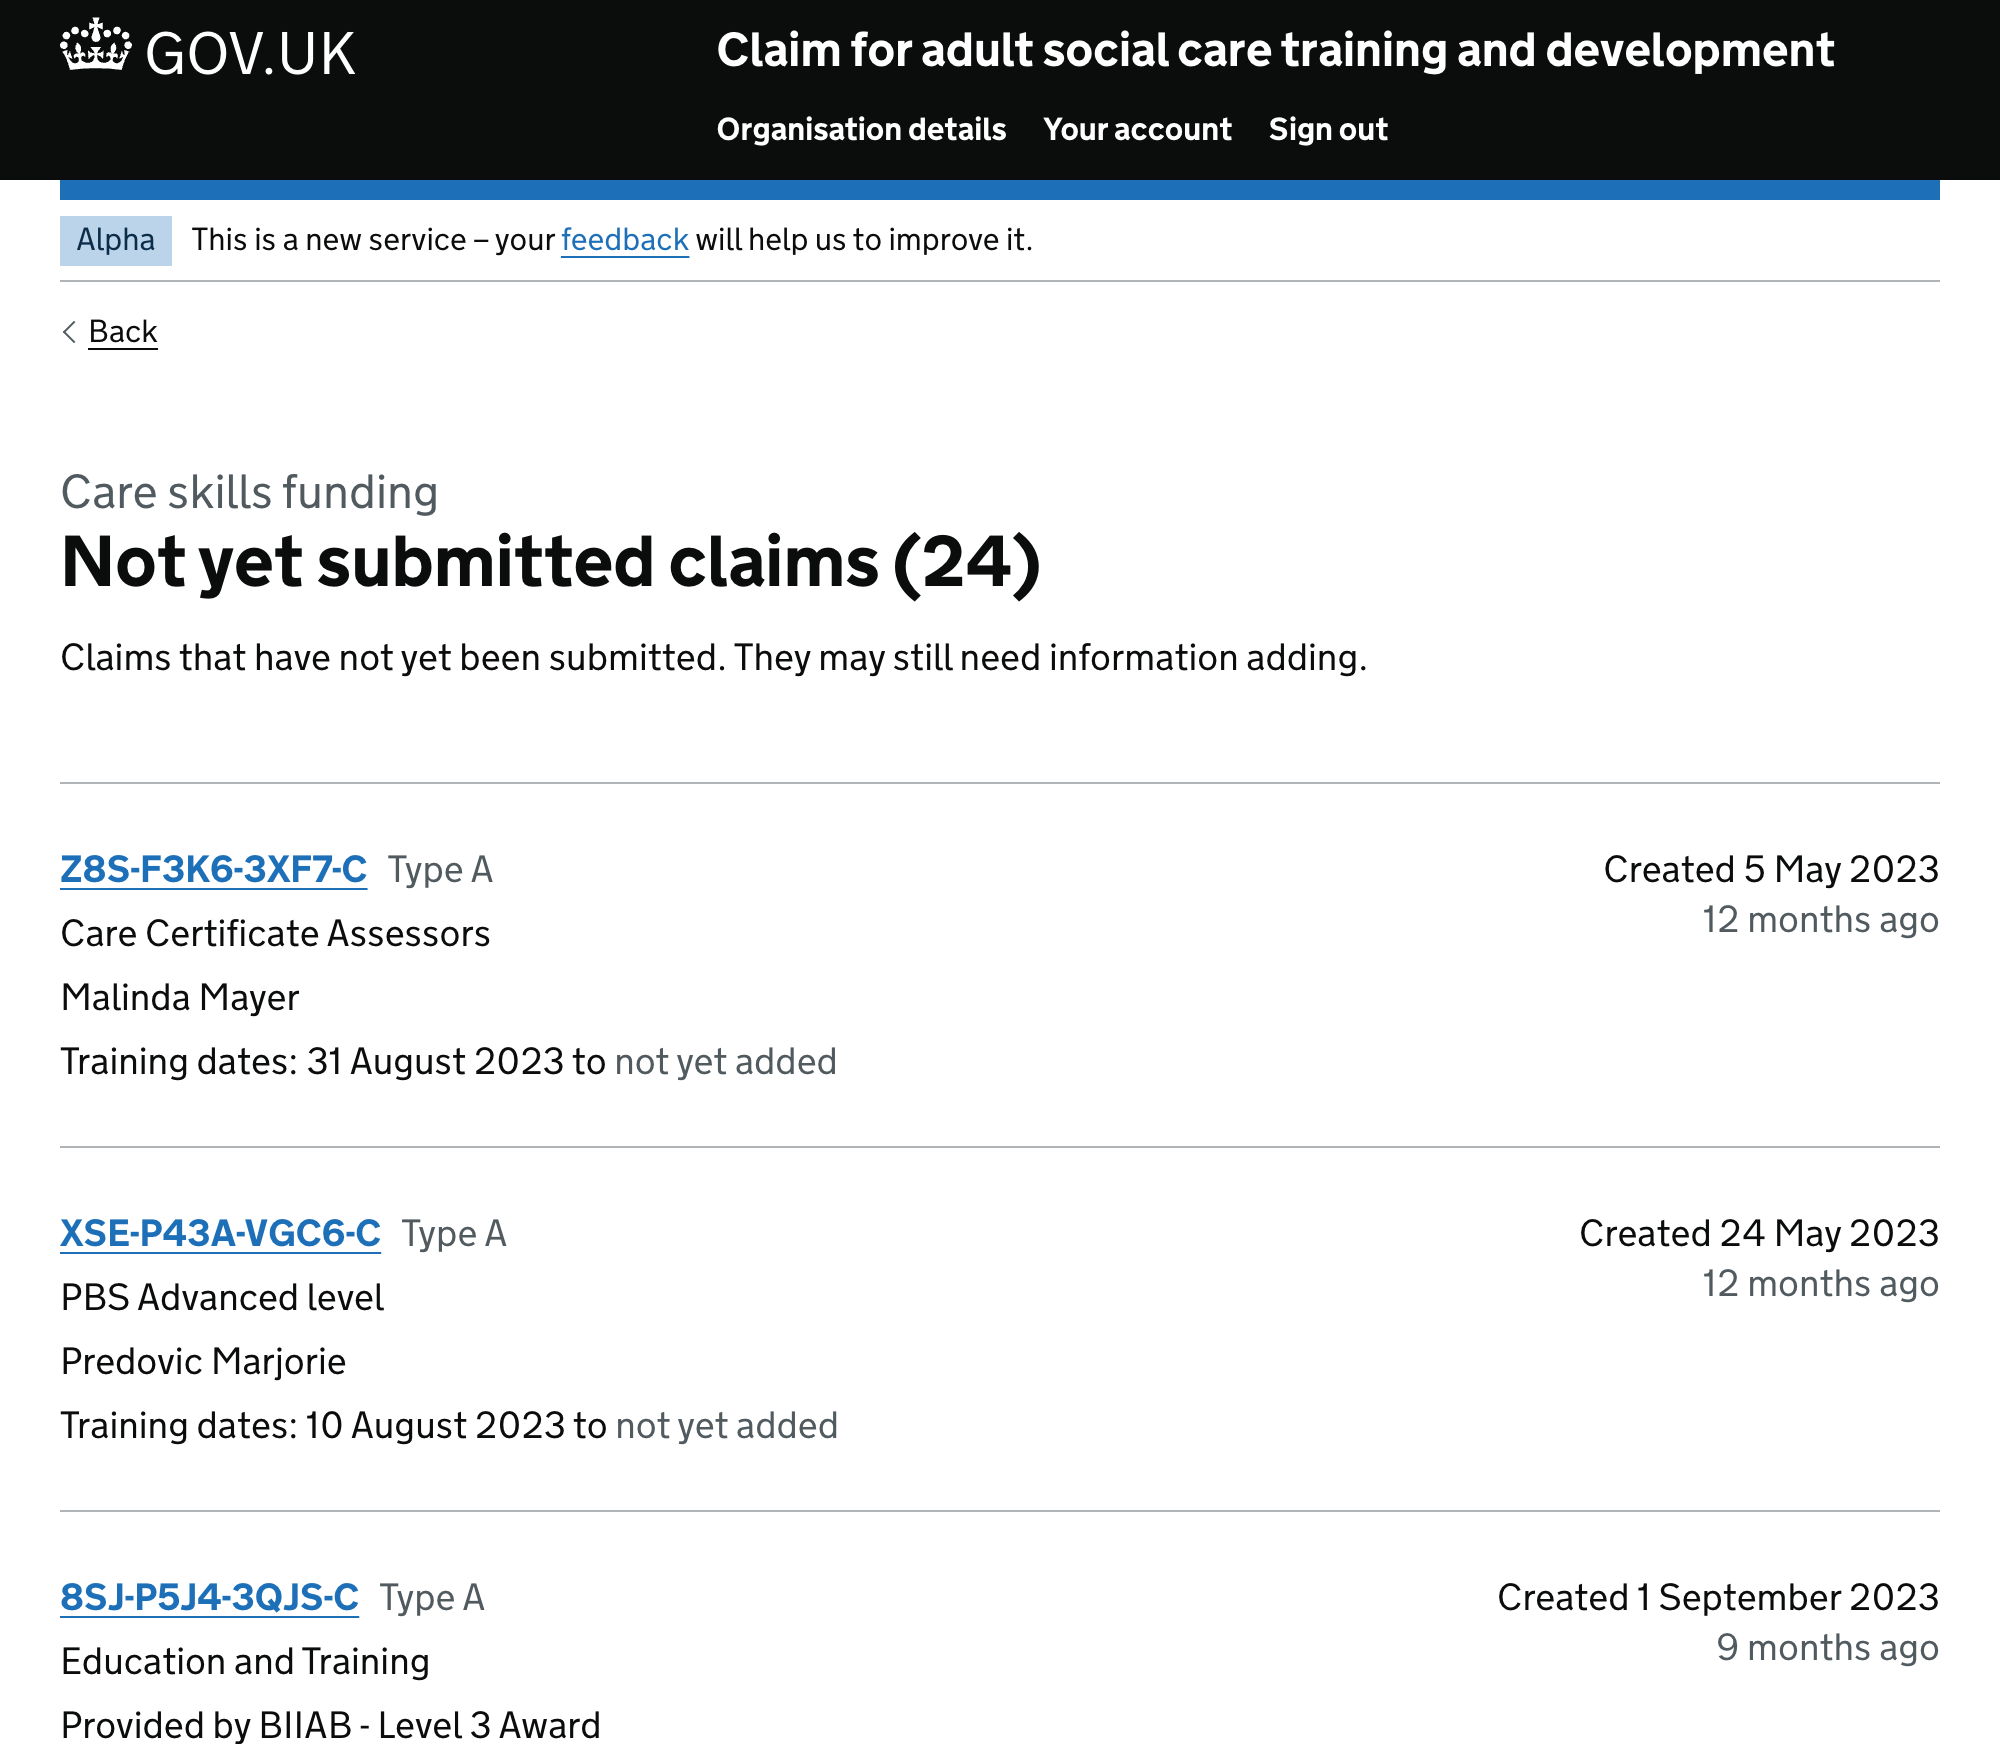 GOV.UK
Claim for adult social care training and development
Organisation details Your account Sign out
Alpha This is a new service – your feedback will help us to improve it.
Back
Care skills funding
Not yet submitted claims (24)
Claims that have not yet been submitted. They may still need information adding.
Z8S-F3K6-3XF7-C Type A
Created 5 May 2023
12 months ago
Care Certificate Assessors
Malinda Mayer
Training dates: 31 August 2023 to not yet added
XSE-P43A-VGC6-C Type A
Created 24 May 2023
12 months ago
PBS Advanced level
Predovic Marjorie
Training dates: 10 August 2023 to not yet added
8SJ-P5J4-3QJS-C Type A
Created 1 September 2023
9 months ago
Education and Training
Provided by BIIAB - Level 3 Award